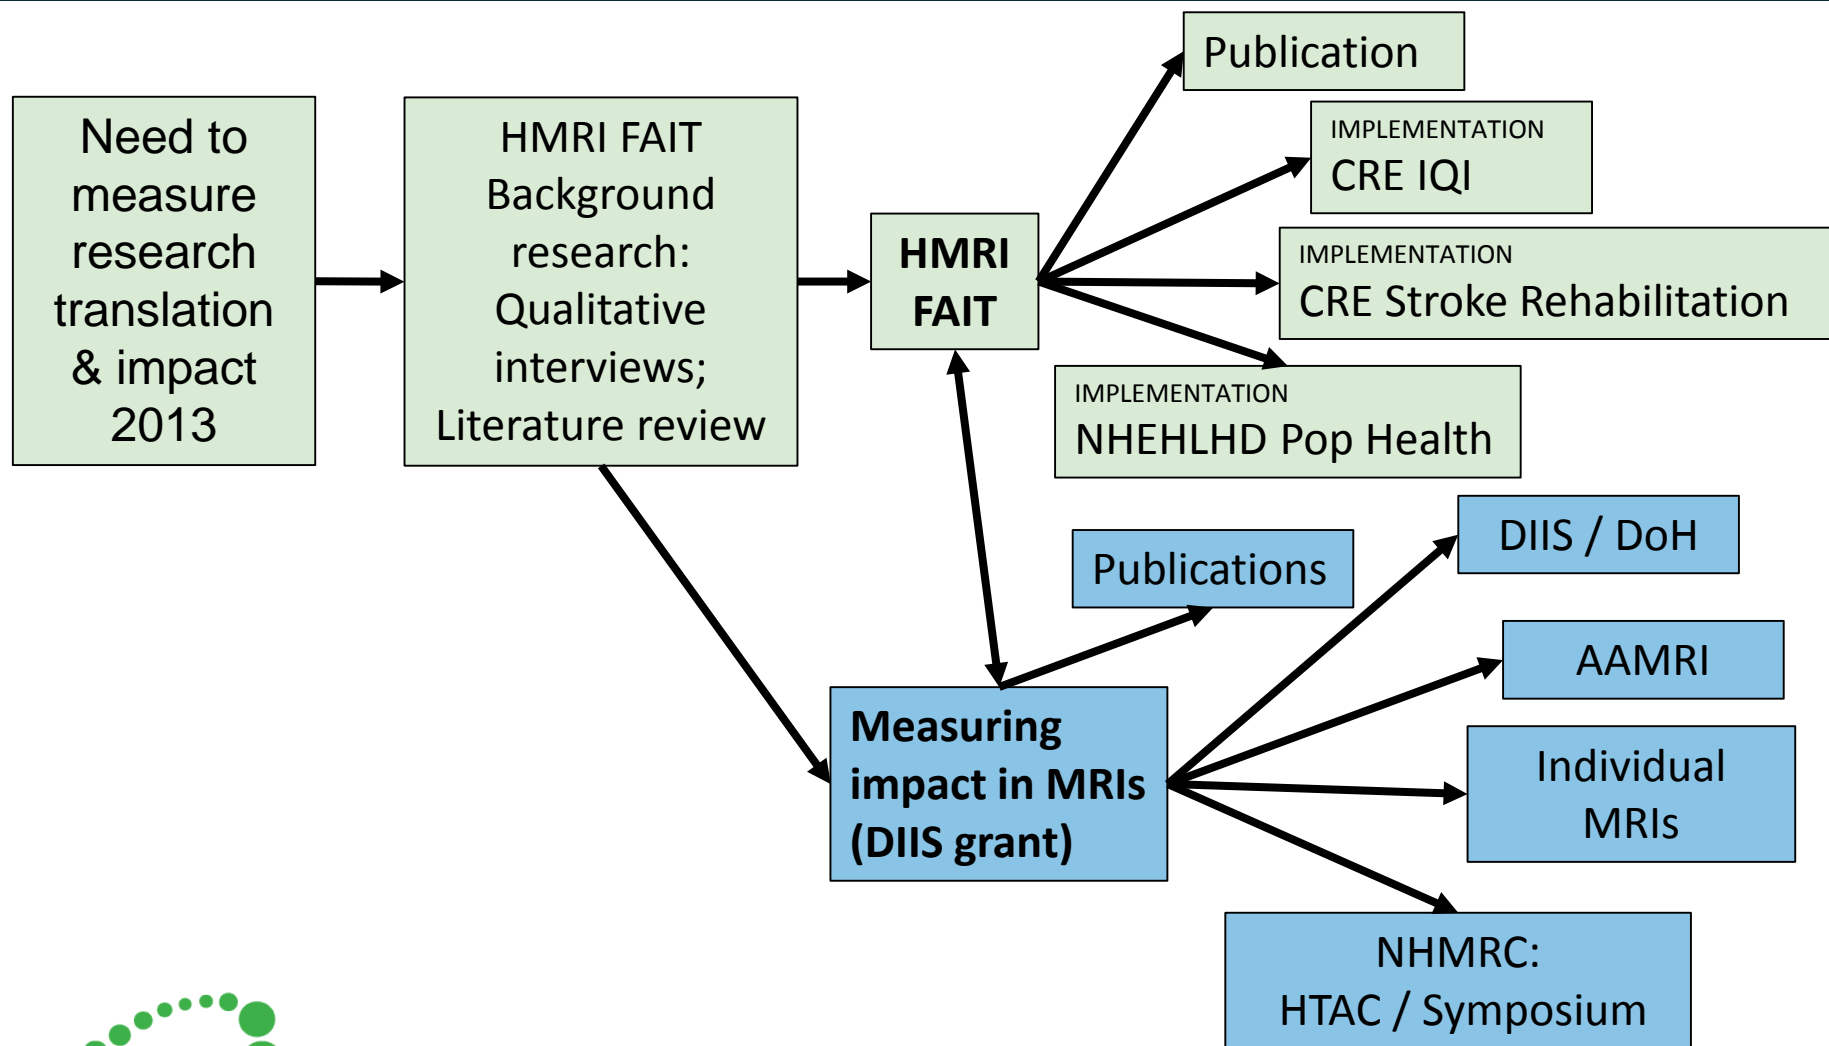 Need to
measure
research
translation
& impact
2013
HMRI FAIT
Background
research:
Qualitative
interviews;
Literature review
HMRI
FAIT
Publication
IMPLEMENTATION
CRE IQI
IMPLEMENTATION
CRE Stroke Rehabilitation
IMPLEMENTATION
NHEHLHD Pop Health
Publications
Measuring
impact in MRIs
(DIIS grant)
DIIS / DoH
AAMRI
Individual
MRIs
NHMRC:
HTAC / Symposium